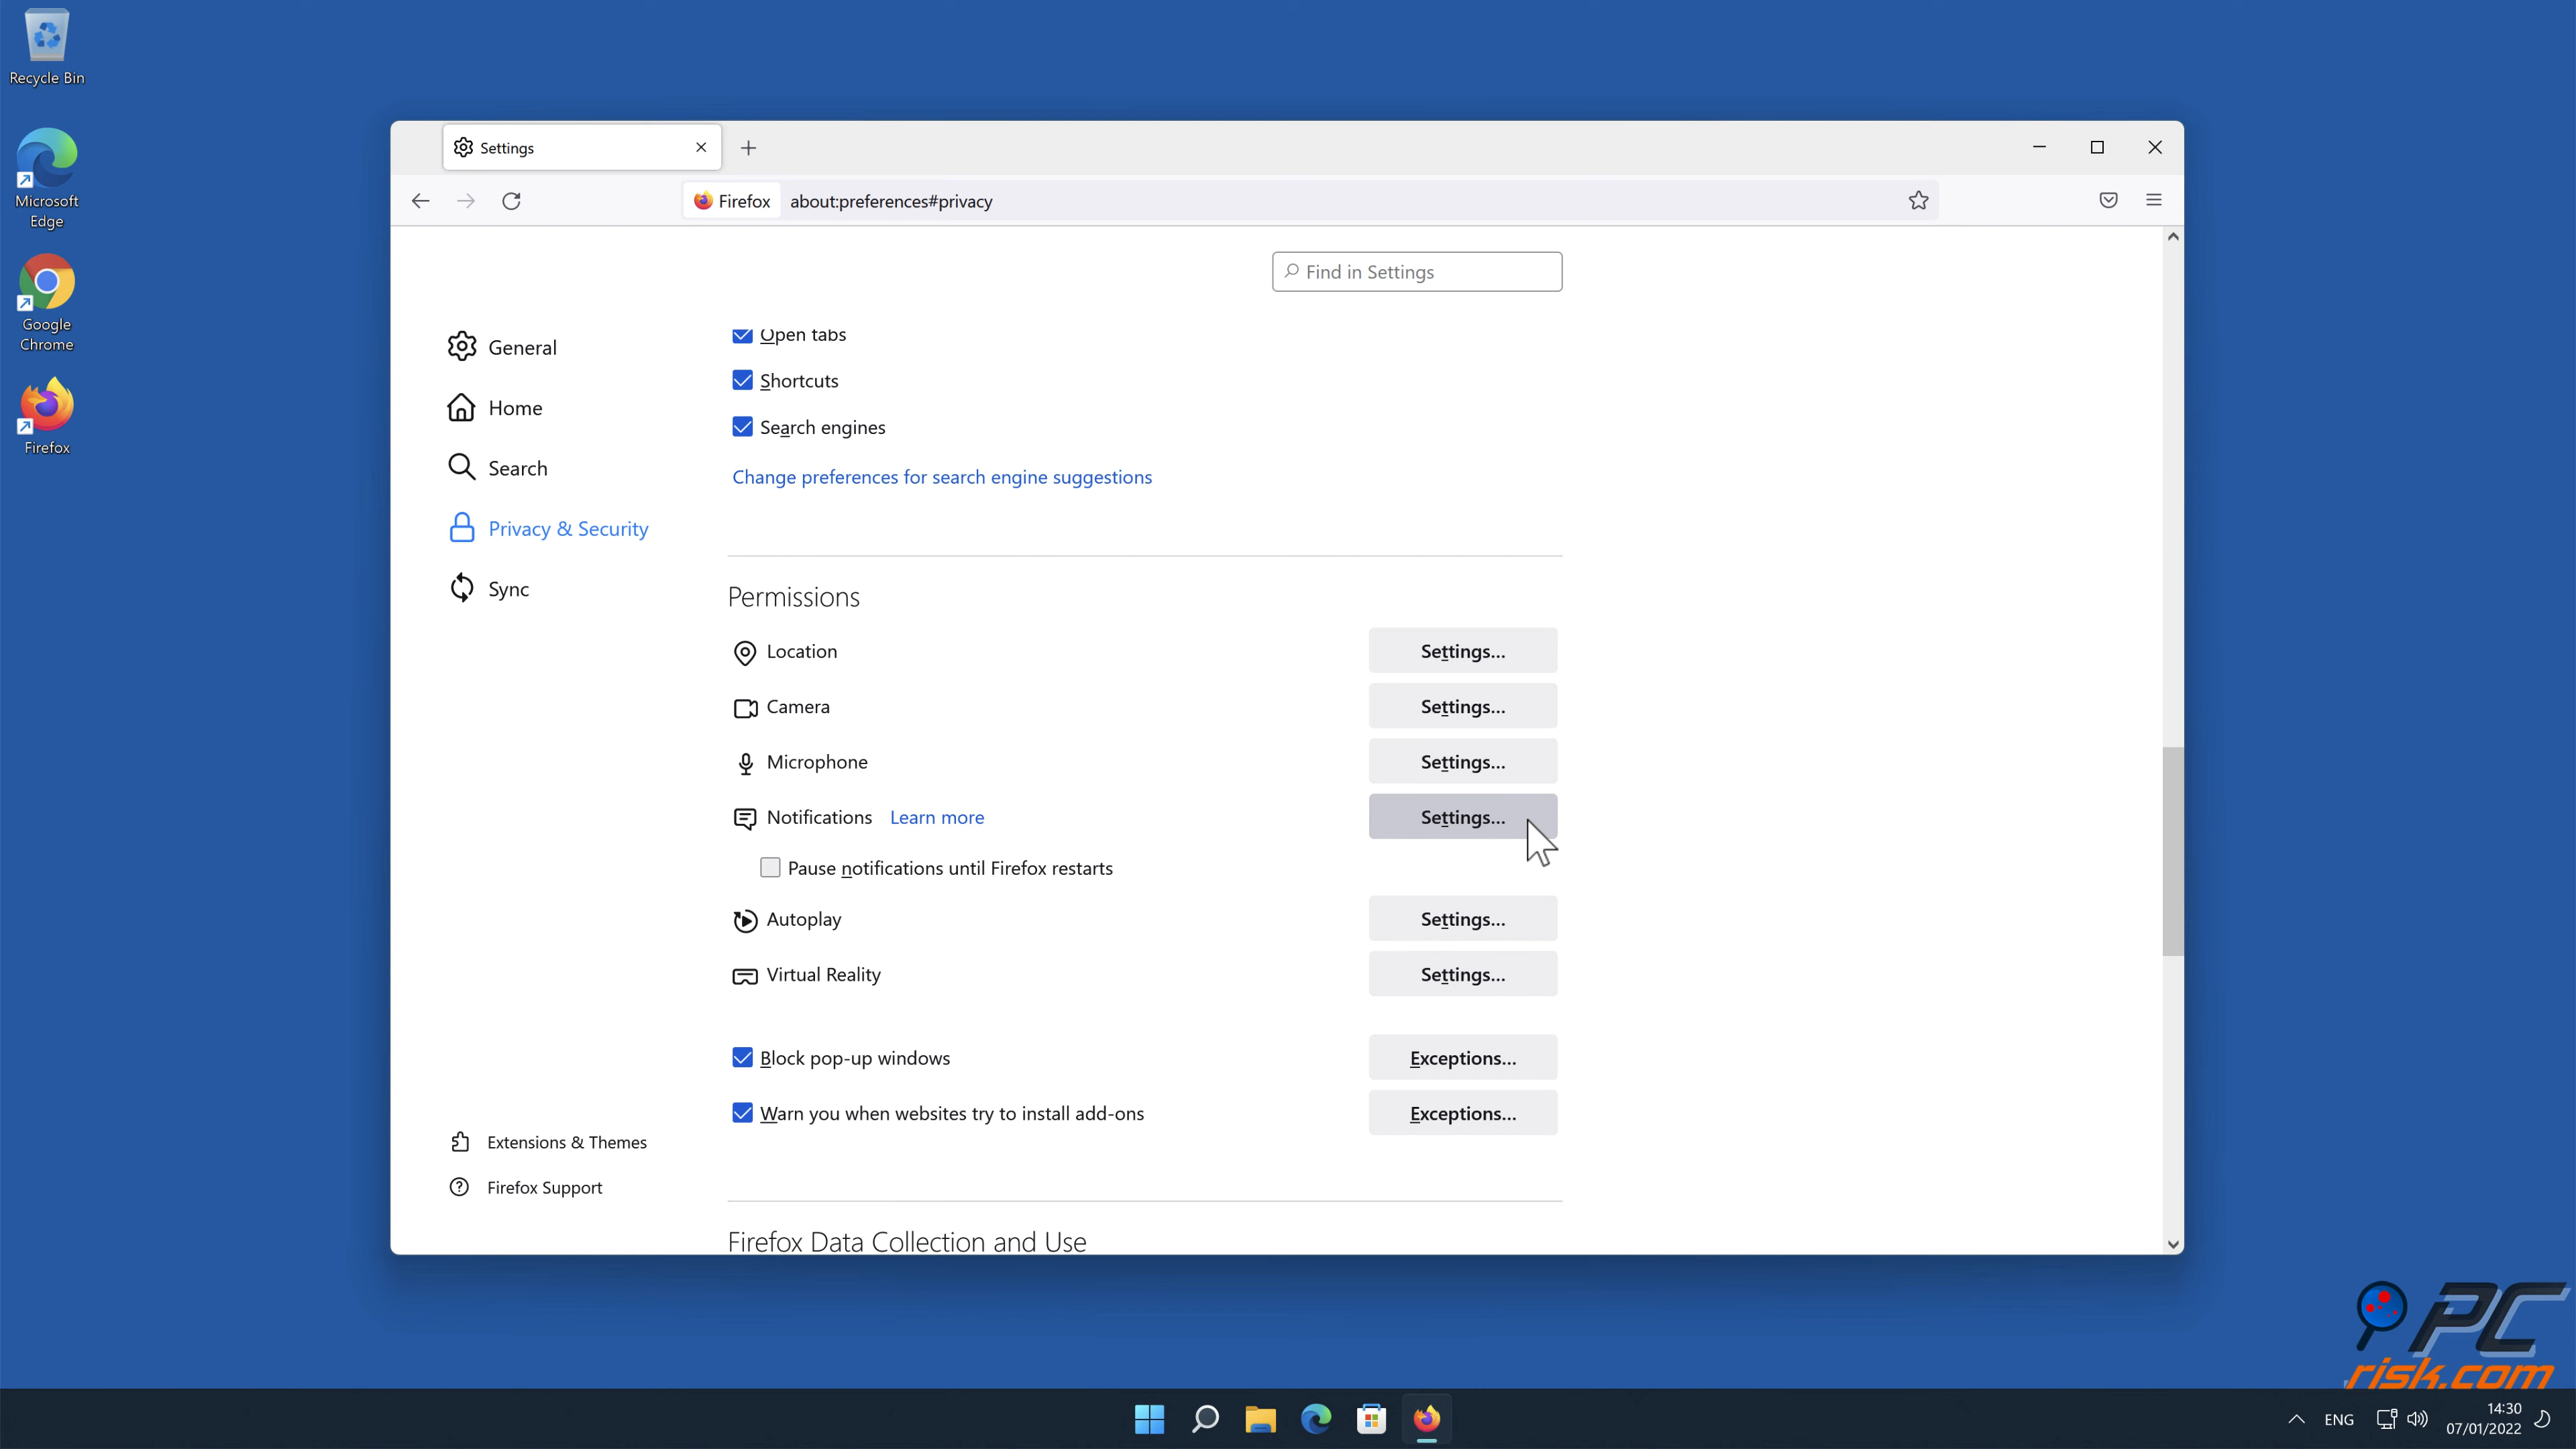 Recycle Bin
Microsoft
Edge
Google
Chrome
Firefox
Settings
Firefox about:preferences#privacy
Find in Settings
General
Home
Search
Privacy & Security
Sync
Extensions & Themes
Firefox Support
Open tabs
Shortcuts
Search engines
Change preferences for search engine suggestions
Permissions
Location Settings...
Camera Settings...
Microphone Settings...
Notifications Learn more Settings...
Pause notifications until Firefox restarts
Autoplay Settings...
Virtual Reality Settings...
Block pop-up windows Exceptions...
Warn you when websites try to install add-ons Exceptions...
Firefox Data Collection and Use
PC
risk.com
ENG
14:30
07/01/2022